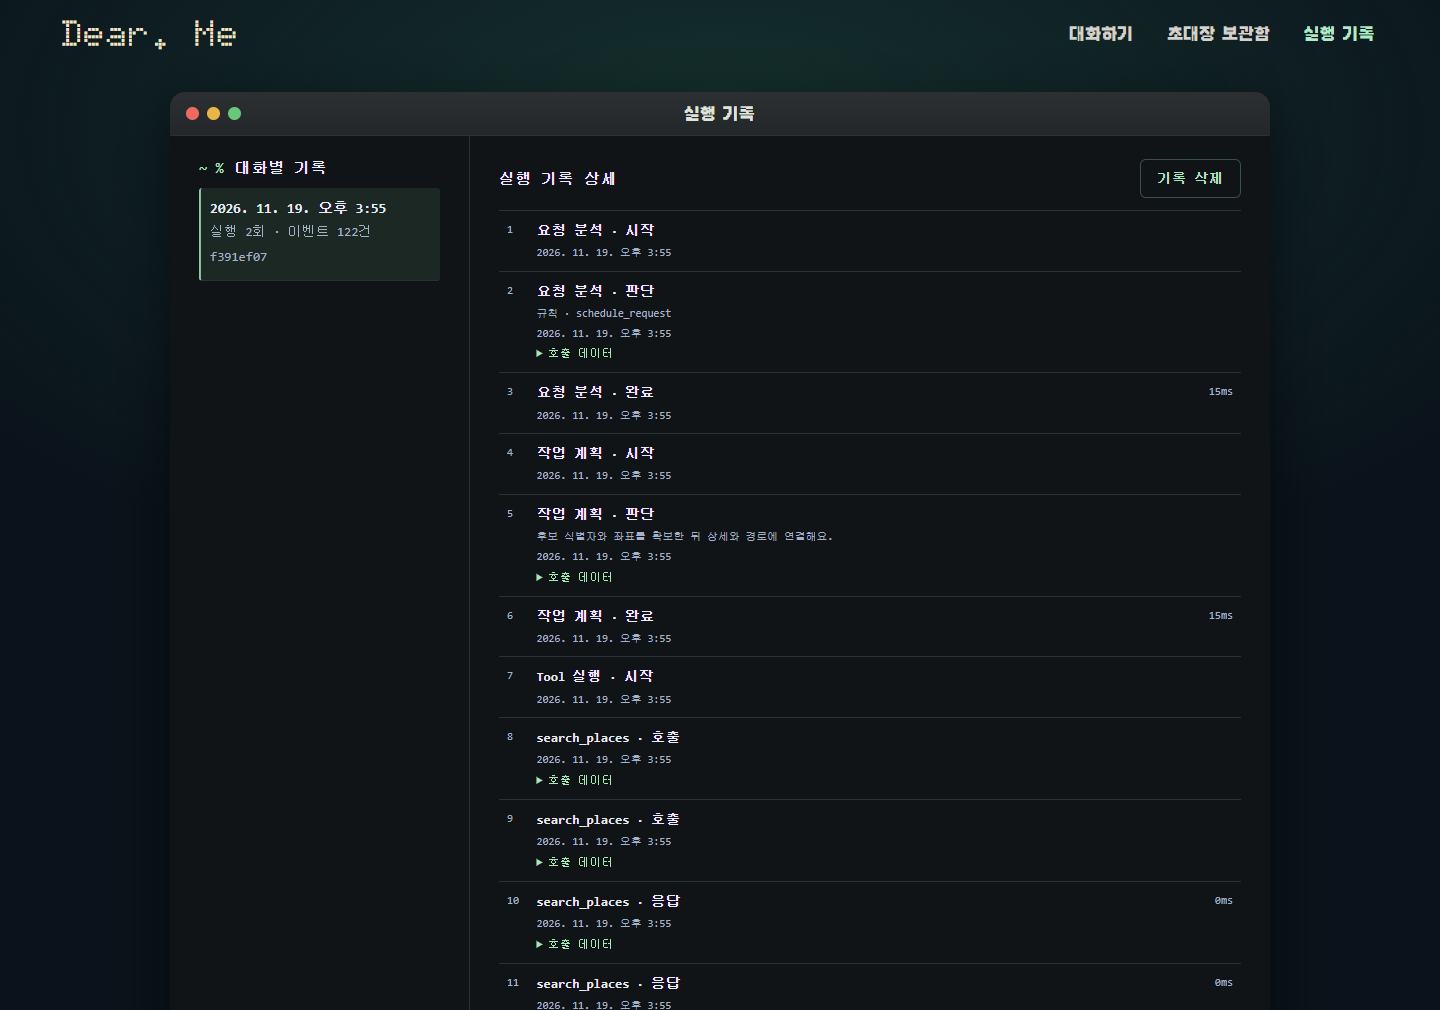 Dear, Me
대화하기 초대장 보관함 실행 기록
실행 기록
~ % 대화별 기록
2026. 11. 19. 오후 3:55
실행 2회 · 이벤트 122건
f391ef07
실행 기록 상세
기록 삭제
1 요청 분석 · 시작
2026. 11. 19. 오후 3:55
2 요청 분석 · 판단
규칙 · schedule_request
2026. 11. 19. 오후 3:55
▶ 호출 데이터
3 요청 분석 · 완료 15ms
2026. 11. 19. 오후 3:55
4 작업 계획 · 시작
2026. 11. 19. 오후 3:55
5 작업 계획 · 판단
후보 식별자와 좌표를 확보한 뒤 상세와 경로에 연결해요.
2026. 11. 19. 오후 3:55
▶ 호출 데이터
6 작업 계획 · 완료 15ms
2026. 11. 19. 오후 3:55
7 Tool 실행 · 시작
2026. 11. 19. 오후 3:55
8 search_places · 호출
2026. 11. 19. 오후 3:55
▶ 호출 데이터
9 search_places · 호출
2026. 11. 19. 오후 3:55
▶ 호출 데이터
10 search_places · 응답 0ms
2026. 11. 19. 오후 3:55
▶ 호출 데이터
11 search_places · 응답 0ms
2026. 11. 19. 오후 3:55